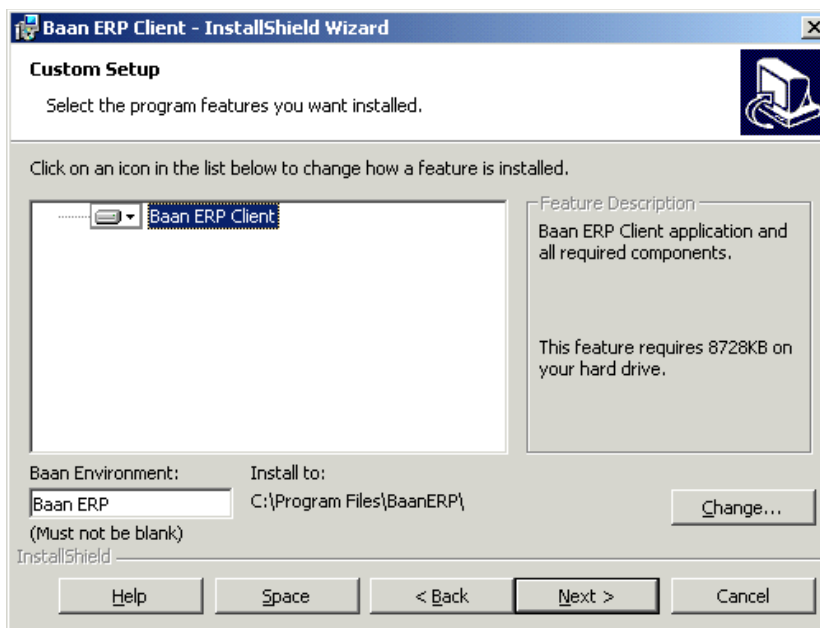 Baan ERP Client - InstallShield Wizard
Custom Setup
Select the program features you want installed.
Click on an icon in the list below to change how a feature is installed.
Baan ERP Client
Feature Description
Baan ERP Client application and
all required components.
This feature requires 8728KB on
your hard drive.
Baan Environment:
Baan ERP
(Must not be blank)
Install to:
C:\Program Files\BaanERP\
Change...
InstallShield
Help
Space
< Back
Next >
Cancel